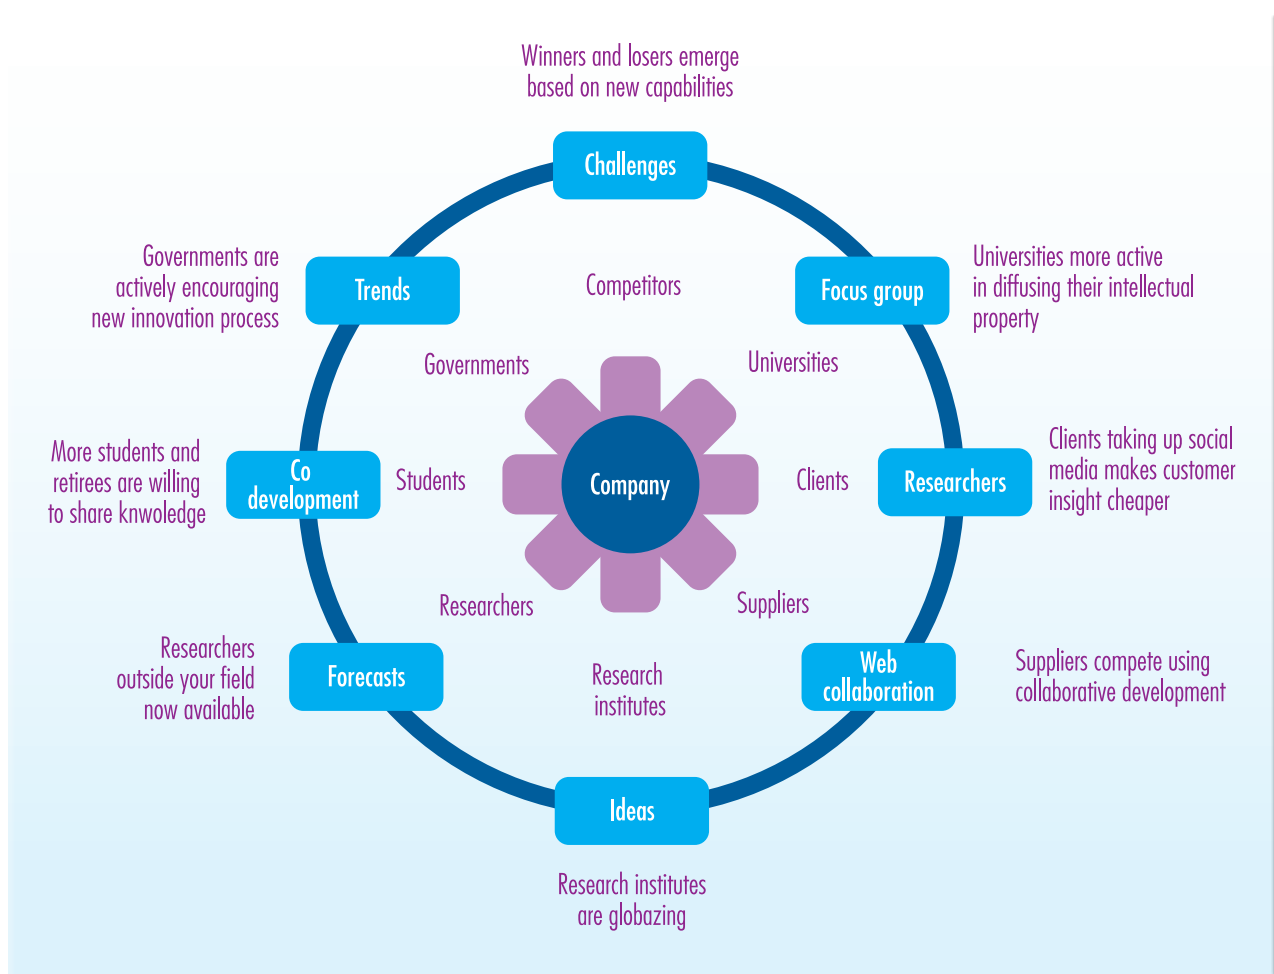 Winners and losers emerge
based on new capabilities
Challenges
Governments are
actively encouraging
new innovation process
Trends
Competitors
Focus group
Universities more active
in diffusing their intellectual
property
Governments
Universities
More students and
retirees are willing
to share knwoledge
Co
development
Students
Company
Clients
Researchers
Clients taking up social
media makes customer
insight cheaper
Researchers
Suppliers
Researchers
outside your field
now available
Forecasts
Research
institutes
Web
collaboration
Suppliers compete using
collaborative development
Ideas
Research institutes
are globazing